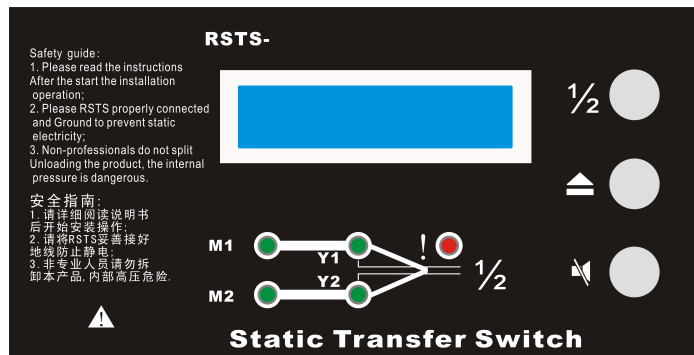 RSTS-
Safety guide:
1. Please read the instructions
After the start the installation
operation;
2. Please RSTS properly connected
and Ground to prevent static
electricity;
3. Non-professionals do not split
Unloading the product, the internal
pressure is dangerous.
安全指南:
1. 请详细阅读说明书
后开始安装操作;
2. 请将RSTS妥善接好
地线防止静电;
3. 非专业人员请勿拆
卸本产品, 内部高压危险.
!
½
M1
Y1
!
M2
Y2
½
Static Transfer Switch